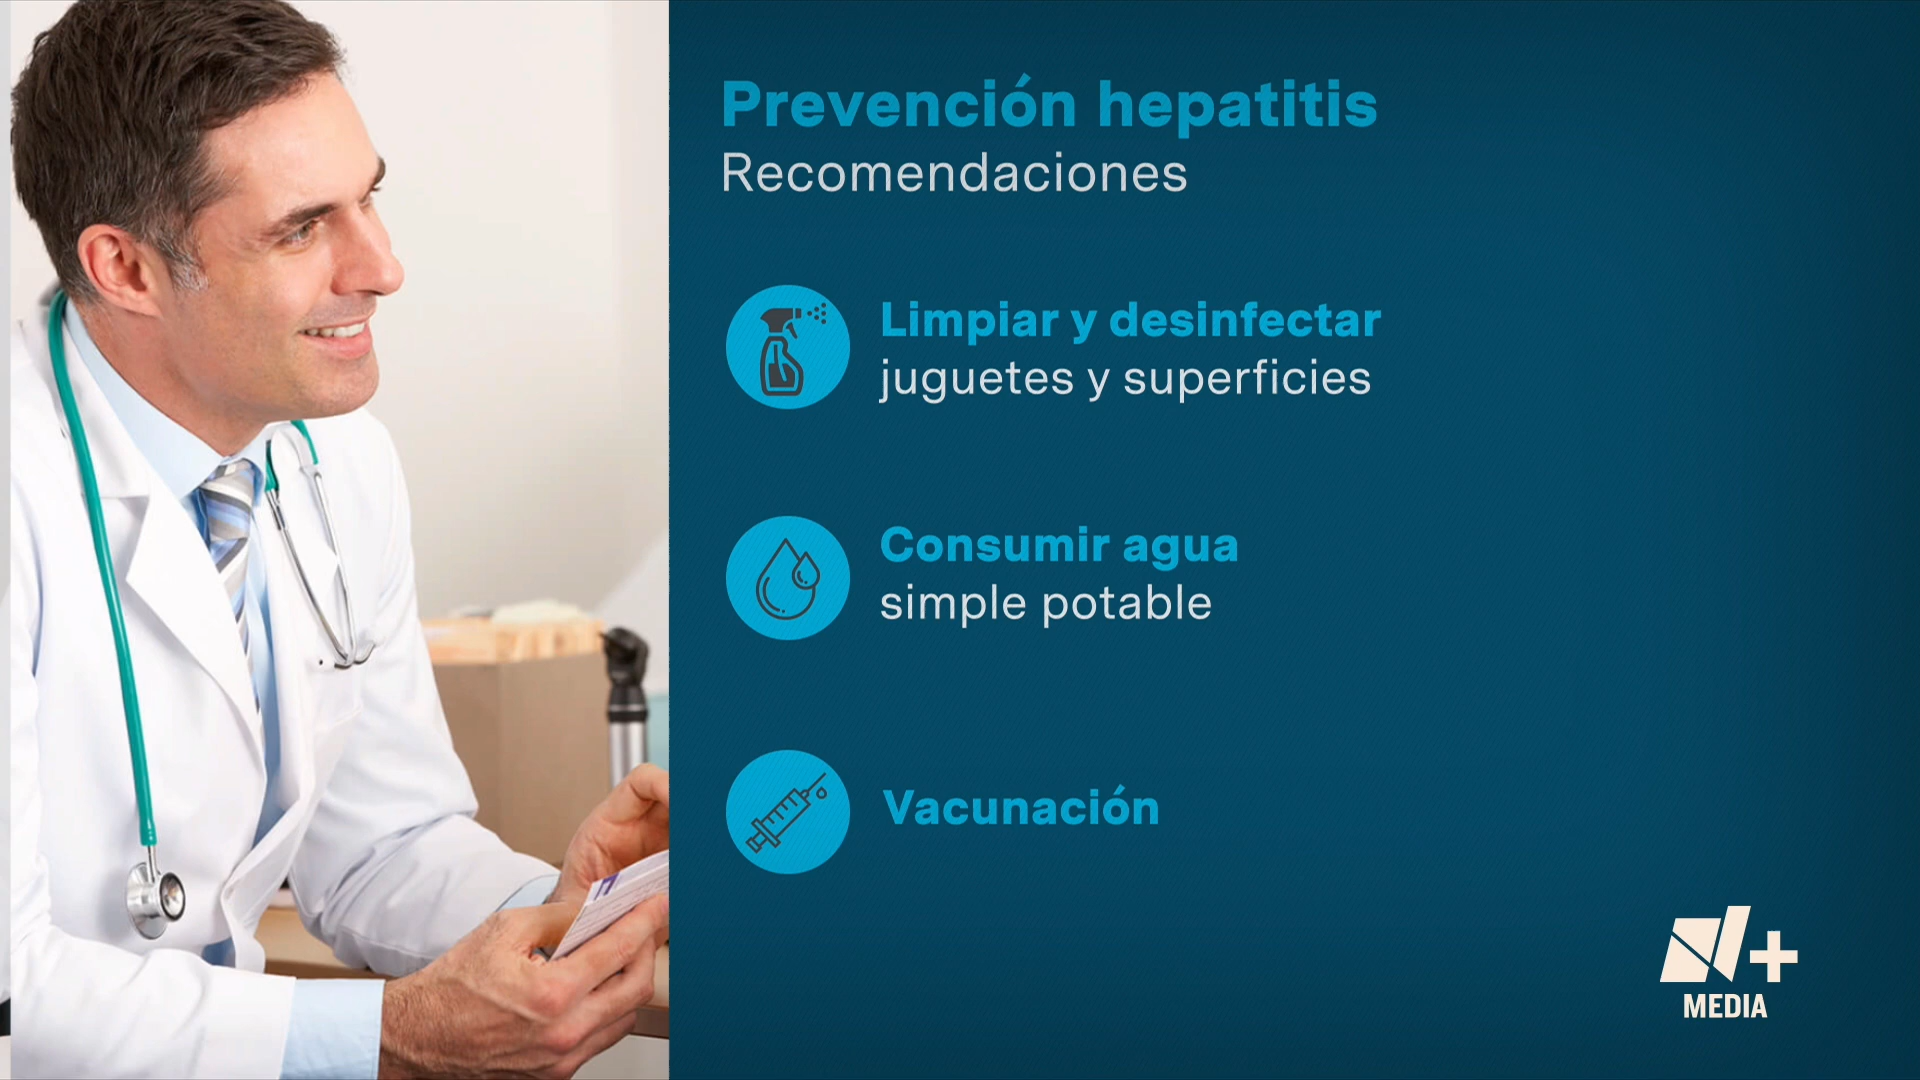 Prevención hepatitis
Recomendaciones
Limpiar y desinfectar
juguetes y superficies
Consumir agua
simple potable
Vacunación
N+
MEDIA